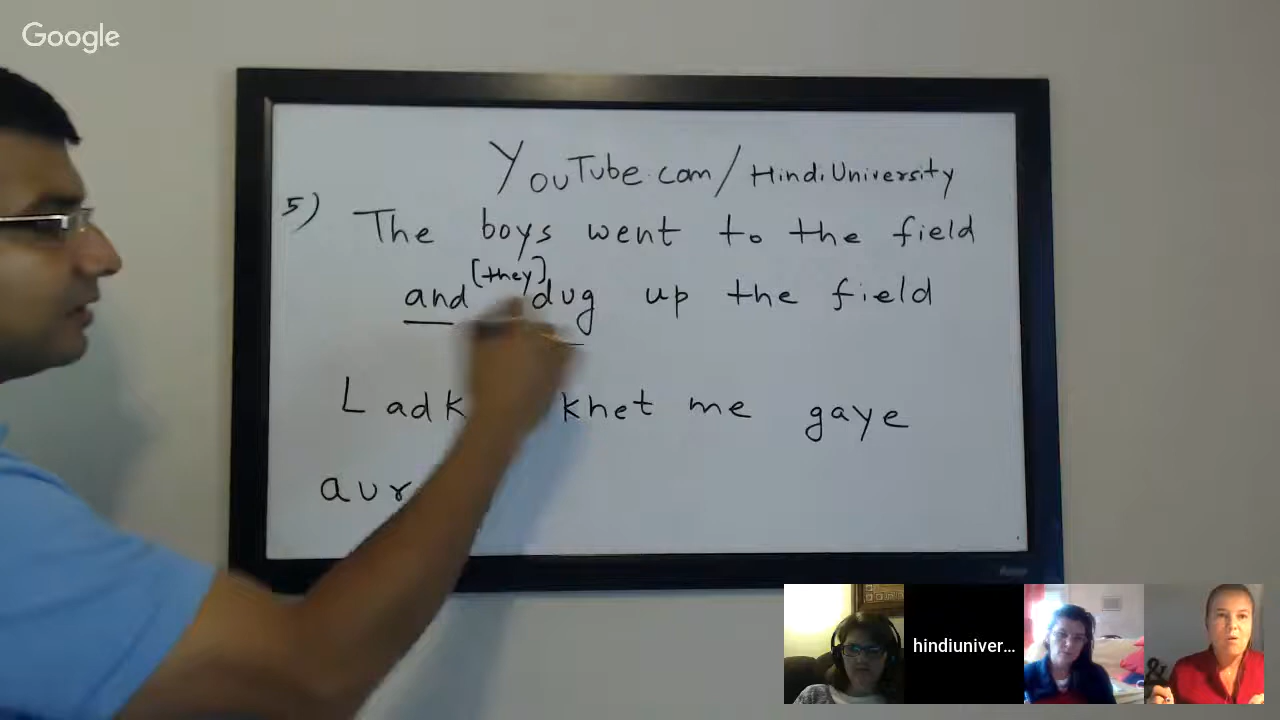 Google
YouTube.com/HindiUniversity
5) The boys went to the field
[they]
and dug up the field
khet me gaye
aur
hindiuniver...